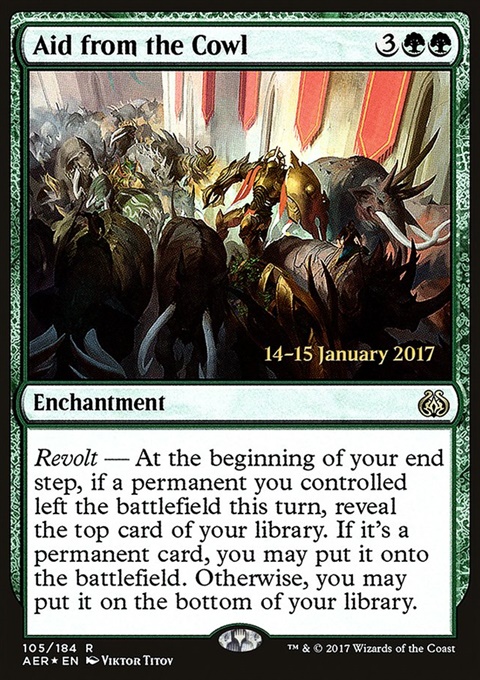 Aid from the Cowl 3
14–15 January 2017
Enchantment
Revolt — At the beginning of your end
step, if a permanent you controlled
left the battlefield this turn, reveal
the top card of your library. If it's a
permanent card, you may put it onto
the battlefield. Otherwise, you may
put it on the bottom of your library.
105/184 R
AER★EN Viktor Titov
™ & © 2017 Wizards of the Coast